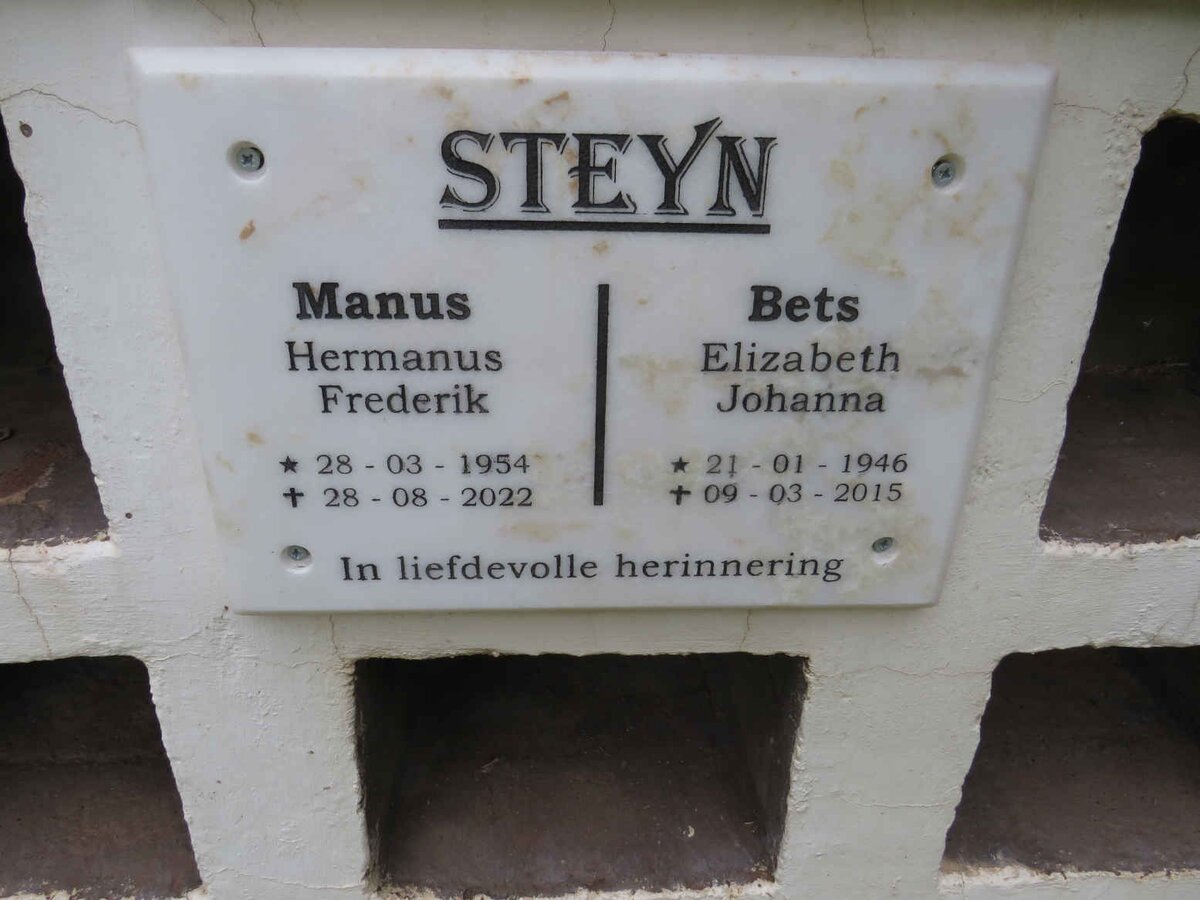 STEYN
Manus
Hermanus
Frederik
★ 28 - 03 - 1954
✝ 28 - 08 - 2022
Bets
Elizabeth
Johanna
★ 21 - 01 - 1946
✝ 09 - 03 - 2015
In liefdevolle herinnering